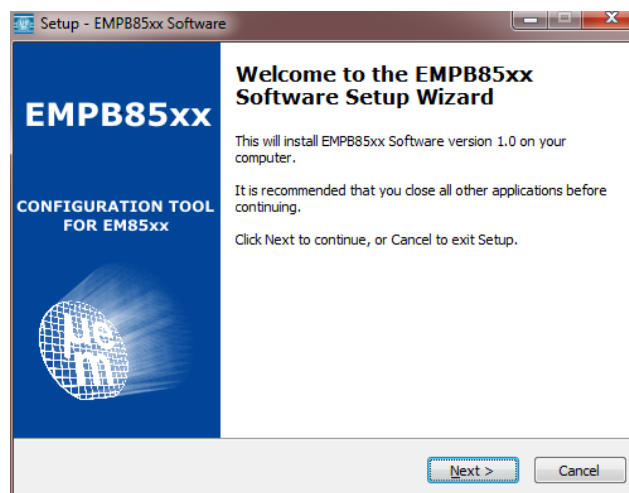 Setup - EMPB85xx Software
EMPB85xx
CONFIGURATION TOOL
FOR EM85xx
μe
m
Welcome to the EMPB85xx
Software Setup Wizard
This will install EMPB85xx Software version 1.0 on your
computer.
It is recommended that you close all other applications before
continuing.
Click Next to continue, or Cancel to exit Setup.
Next >
Cancel